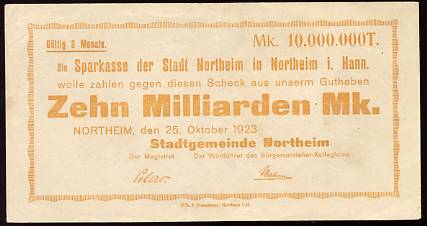 Gültig 3 Monate.
Mk. 10.000.000T.
Die Sparkasse der Stadt Northeim in Northeim i. Hann.
wolle zahlen gegen diesen Scheck aus unserm Guthaben
Zehn Milliarden Mk.
NORTHEIM, den 25. Oktober 1923
Stadtgemeinde Northeim
Der Magistrat Der Wortführer des Bürgervorsteher-Kollegiums
Peters.
Northeim i. H.